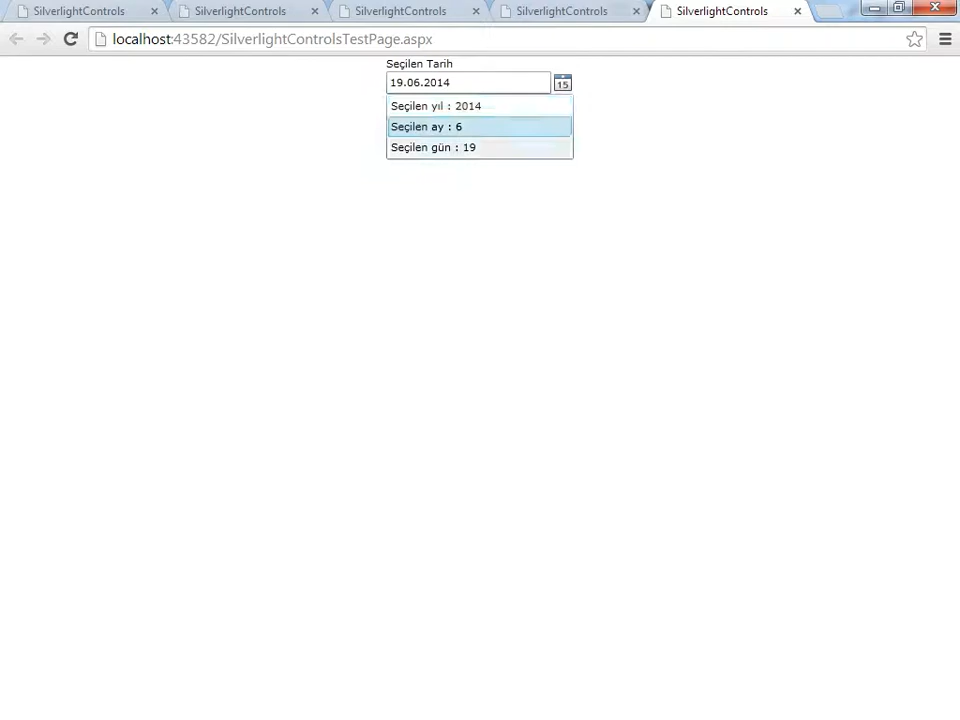 SilverlightControls SilverlightControls SilverlightControls SilverlightControls SilverlightControls
localhost:43582/SilverlightControlsTestPage.aspx
Seçilen Tarih
19.06.2014 15
Seçilen yıl : 2014
Seçilen ay : 6
Seçilen gün : 19